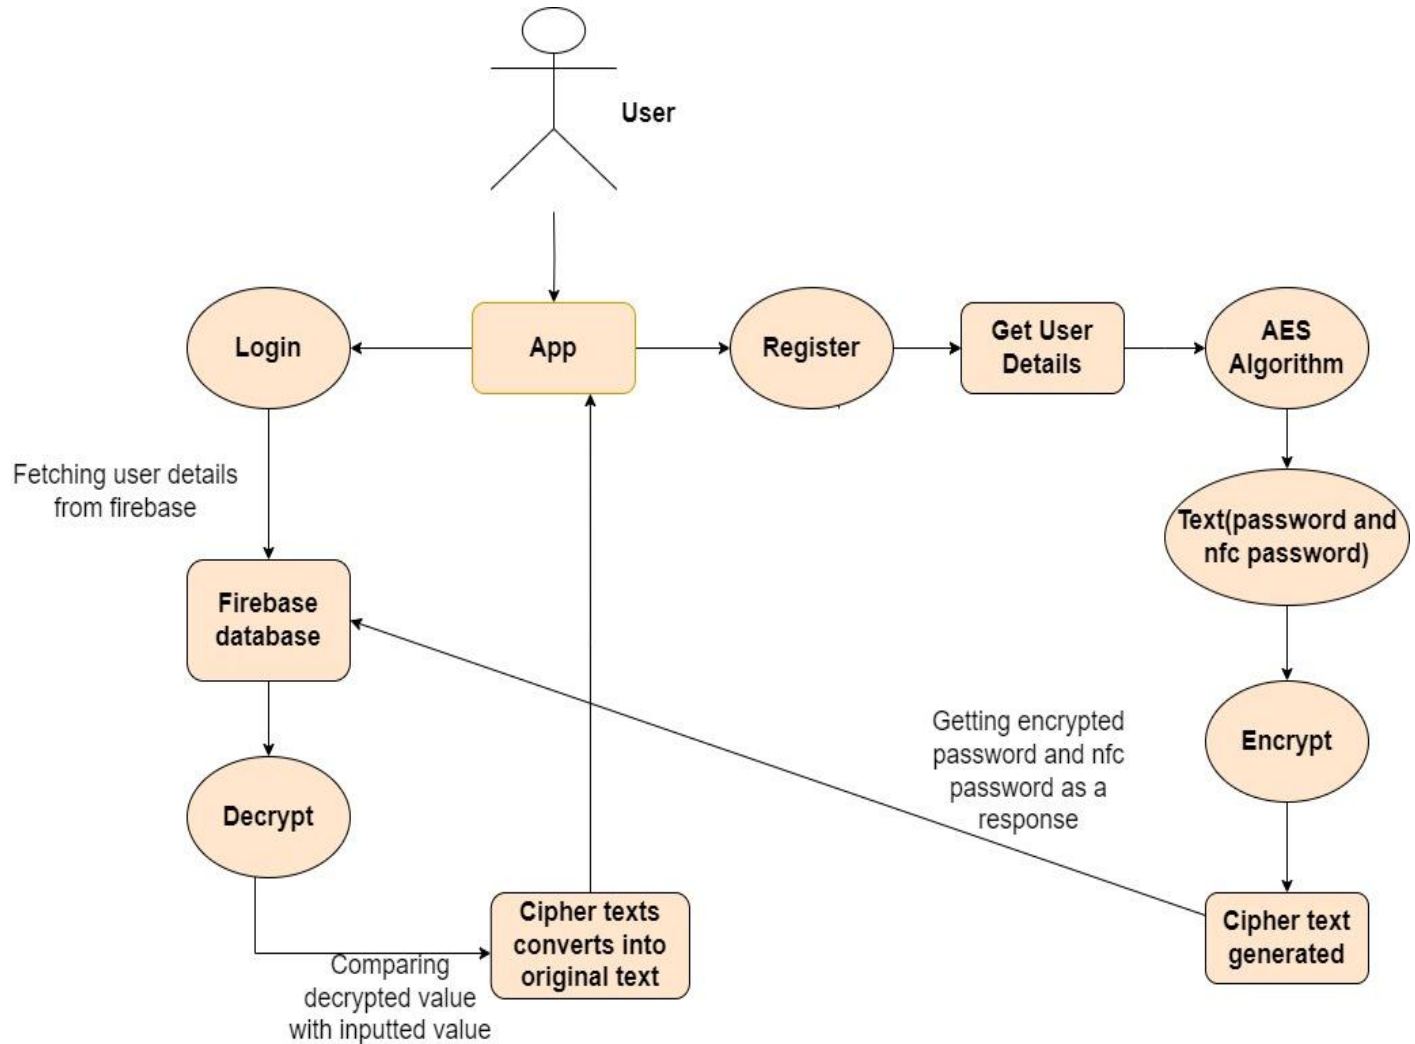 User
Login
App
Register
Get User
Details
AES
Algorithm
Fetching user details
from firebase
Text(password and
nfc password)
Firebase
database
Getting encrypted
password and nfc
password as a
response
Encrypt
Decrypt
Cipher texts
converts into
original text
Cipher text
generated
Comparing
decrypted value
with inputted value